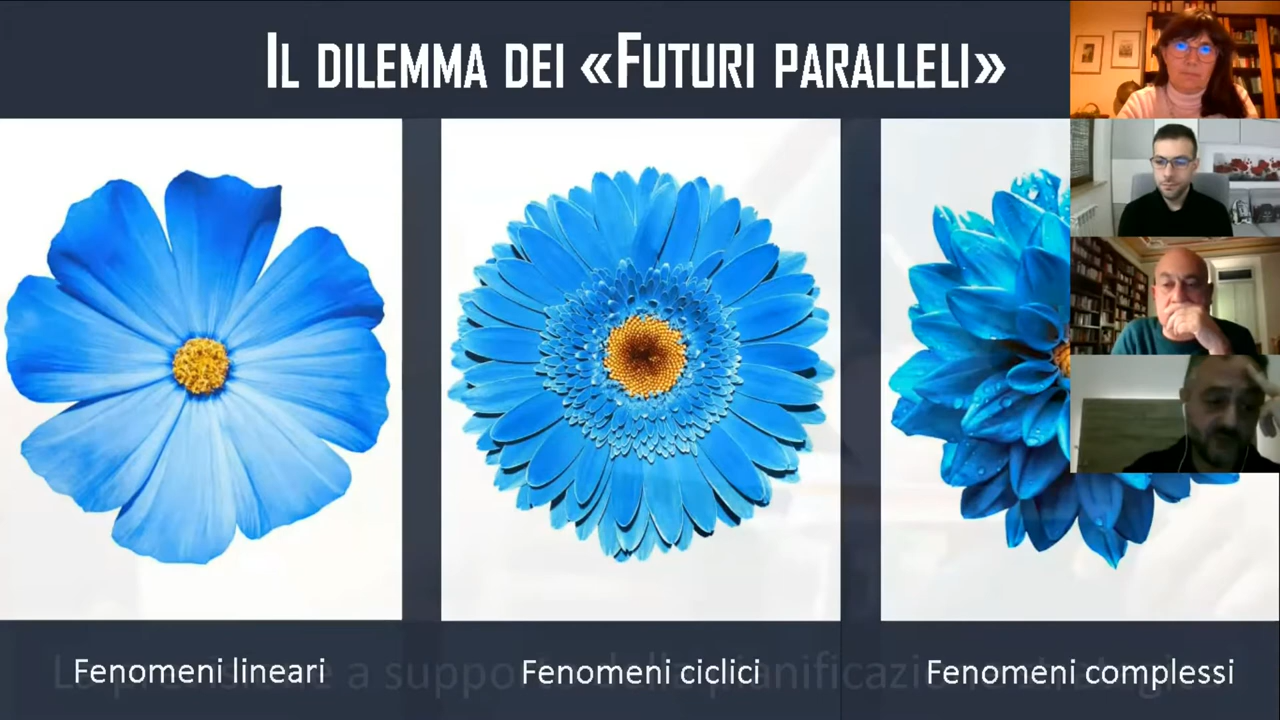 Il dilemma dei «Futuri paralleli»
Fenomeni lineari
Fenomeni ciclici
Fenomeni complessi